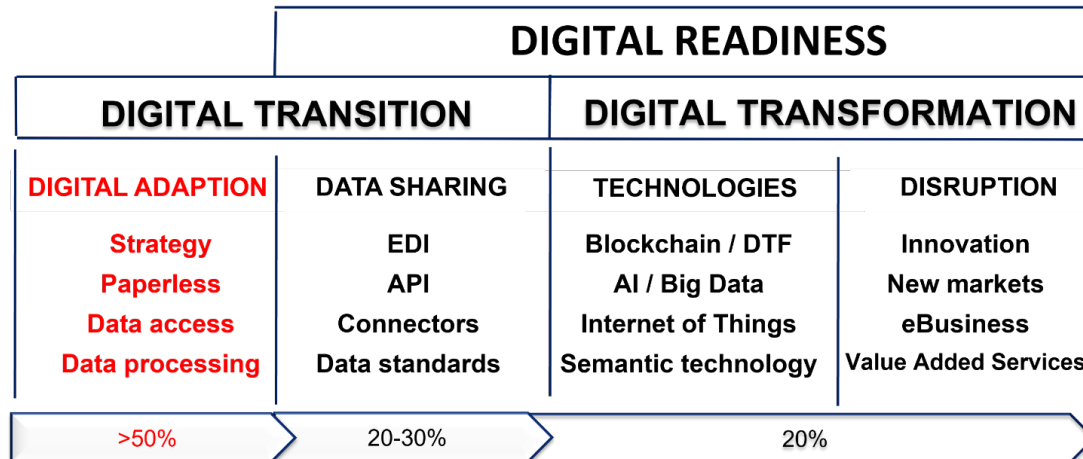 DIGITAL READINESS
DIGITAL TRANSITION
DIGITAL TRANSFORMATION
DIGITAL ADAPTION
Strategy
Paperless
Data access
Data processing
DATA SHARING
EDI
API
Connectors
Data standards
TECHNOLOGIES
Blockchain / DTF
AI / Big Data
Internet of Things
Semantic technology
DISRUPTION
Innovation
New markets
eBusiness
Value Added Services
>50%
20-30%
20%